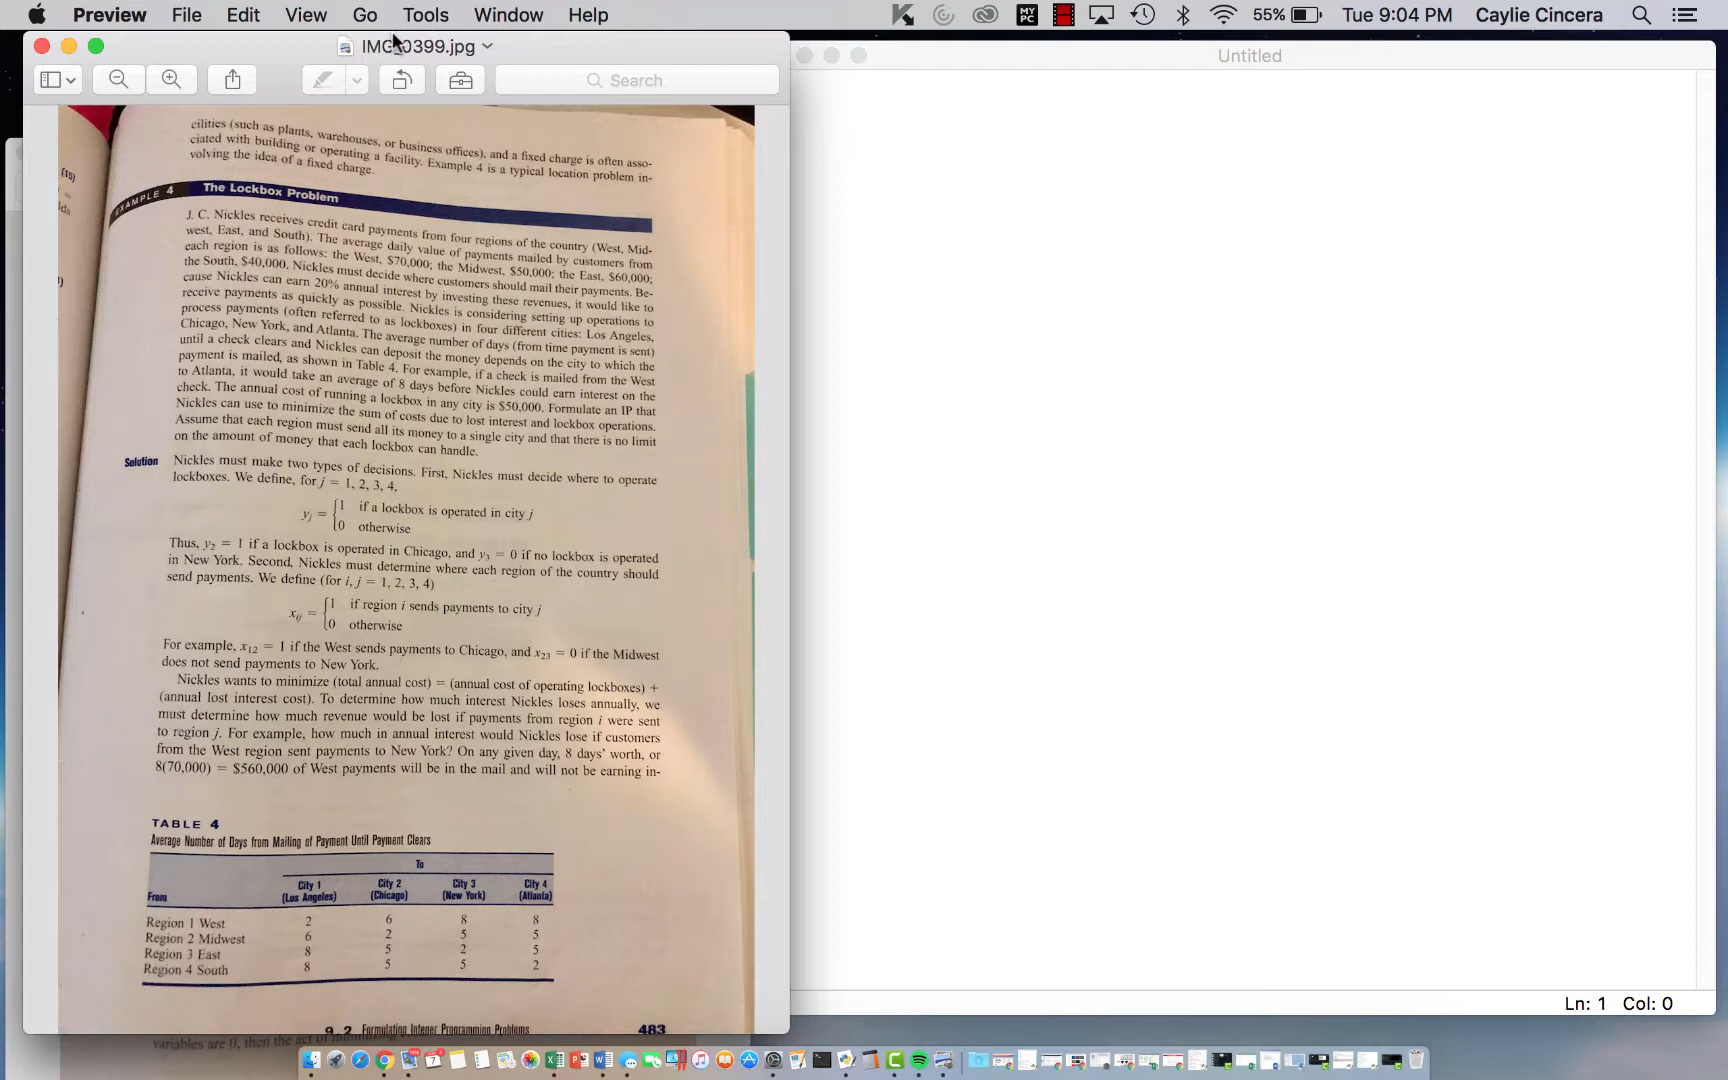 Preview File Edit View Go Tools Window Help 55% Tue 9:04 PM Caylie Cincera
IMG_0399.jpg
Search
Untitled
cilities (such as plants, warehouses, or business offices), and a fixed charge is often asso-
ciated with building or operating a facility. Example 4 is a typical location problem in-
volving the idea of a fixed charge.
EXAMPLE 4 The Lockbox Problem
J. C. Nickles receives credit card payments from four regions of the country (West, Mid-
west, East, and South). The average daily value of payments mailed by customers from
each region is as follows: the West, $70,000; the Midwest, $50,000; the East, $60,000;
the South, $40,000. Nickles must decide where customers should mail their payments. Be-
cause Nickles can earn 20% annual interest by investing these revenues, it would like to
receive payments as quickly as possible. Nickles is considering setting up operations to
process payments (often referred to as lockboxes) in four different cities: Los Angeles,
Chicago, New York, and Atlanta. The average number of days (from time payment is sent)
until a check clears and Nickles can deposit the money depends on the city to which the
payment is mailed, as shown in Table 4. For example, if a check is mailed from the West
to Atlanta, it would take an average of 8 days before Nickles could earn interest on the
check. The annual cost of running a lockbox in any city is $50,000. Formulate an IP that
Nickles can use to minimize the sum of costs due to lost interest and lockbox operations.
Assume that each region must send all its money to a single city and that there is no limit
on the amount of money that each lockbox can handle.
Solution Nickles must make two types of decisions. First, Nickles must decide where to operate
lockboxes. We define, for j = 1, 2, 3, 4,
yj = {1 if a lockbox is operated in city j
0 otherwise
Thus, y2 = 1 if a lockbox is operated in Chicago, and y3 = 0 if no lockbox is operated
in New York. Second, Nickles must determine where each region of the country should
send payments. We define (for i, j = 1, 2, 3, 4)
xij = {1 if region i sends payments to city j
0 otherwise
For example, x12 = 1 if the West sends payments to Chicago, and x23 = 0 if the Midwest
does not send payments to New York.
Nickles wants to minimize (total annual cost) = (annual cost of operating lockboxes) +
(annual lost interest cost). To determine how much interest Nickles loses annually, we
must determine how much revenue would be lost if payments from region i were sent
to region j. For example, how much in annual interest would Nickles lose if customers
from the West region sent payments to New York? On any given day, 8 days' worth, or
8(70,000) = $560,000 of West payments will be in the mail and will not be earning in-
TABLE 4
Average Number of Days from Mailing of Payment Until Payment Clears
To
City 1 City 2 City 3 City 4
From (Los Angeles) (Chicago) (New York) (Atlanta)
Region 1 West 2 6 8 8
Region 2 Midwest 6 2 5 5
Region 3 East 8 5 2 5
Region 4 South 8 5 5 2
9.2 Formulating Integer Programming Problems 483
variables are 0, then the act of
Ln: 1 Col: 0